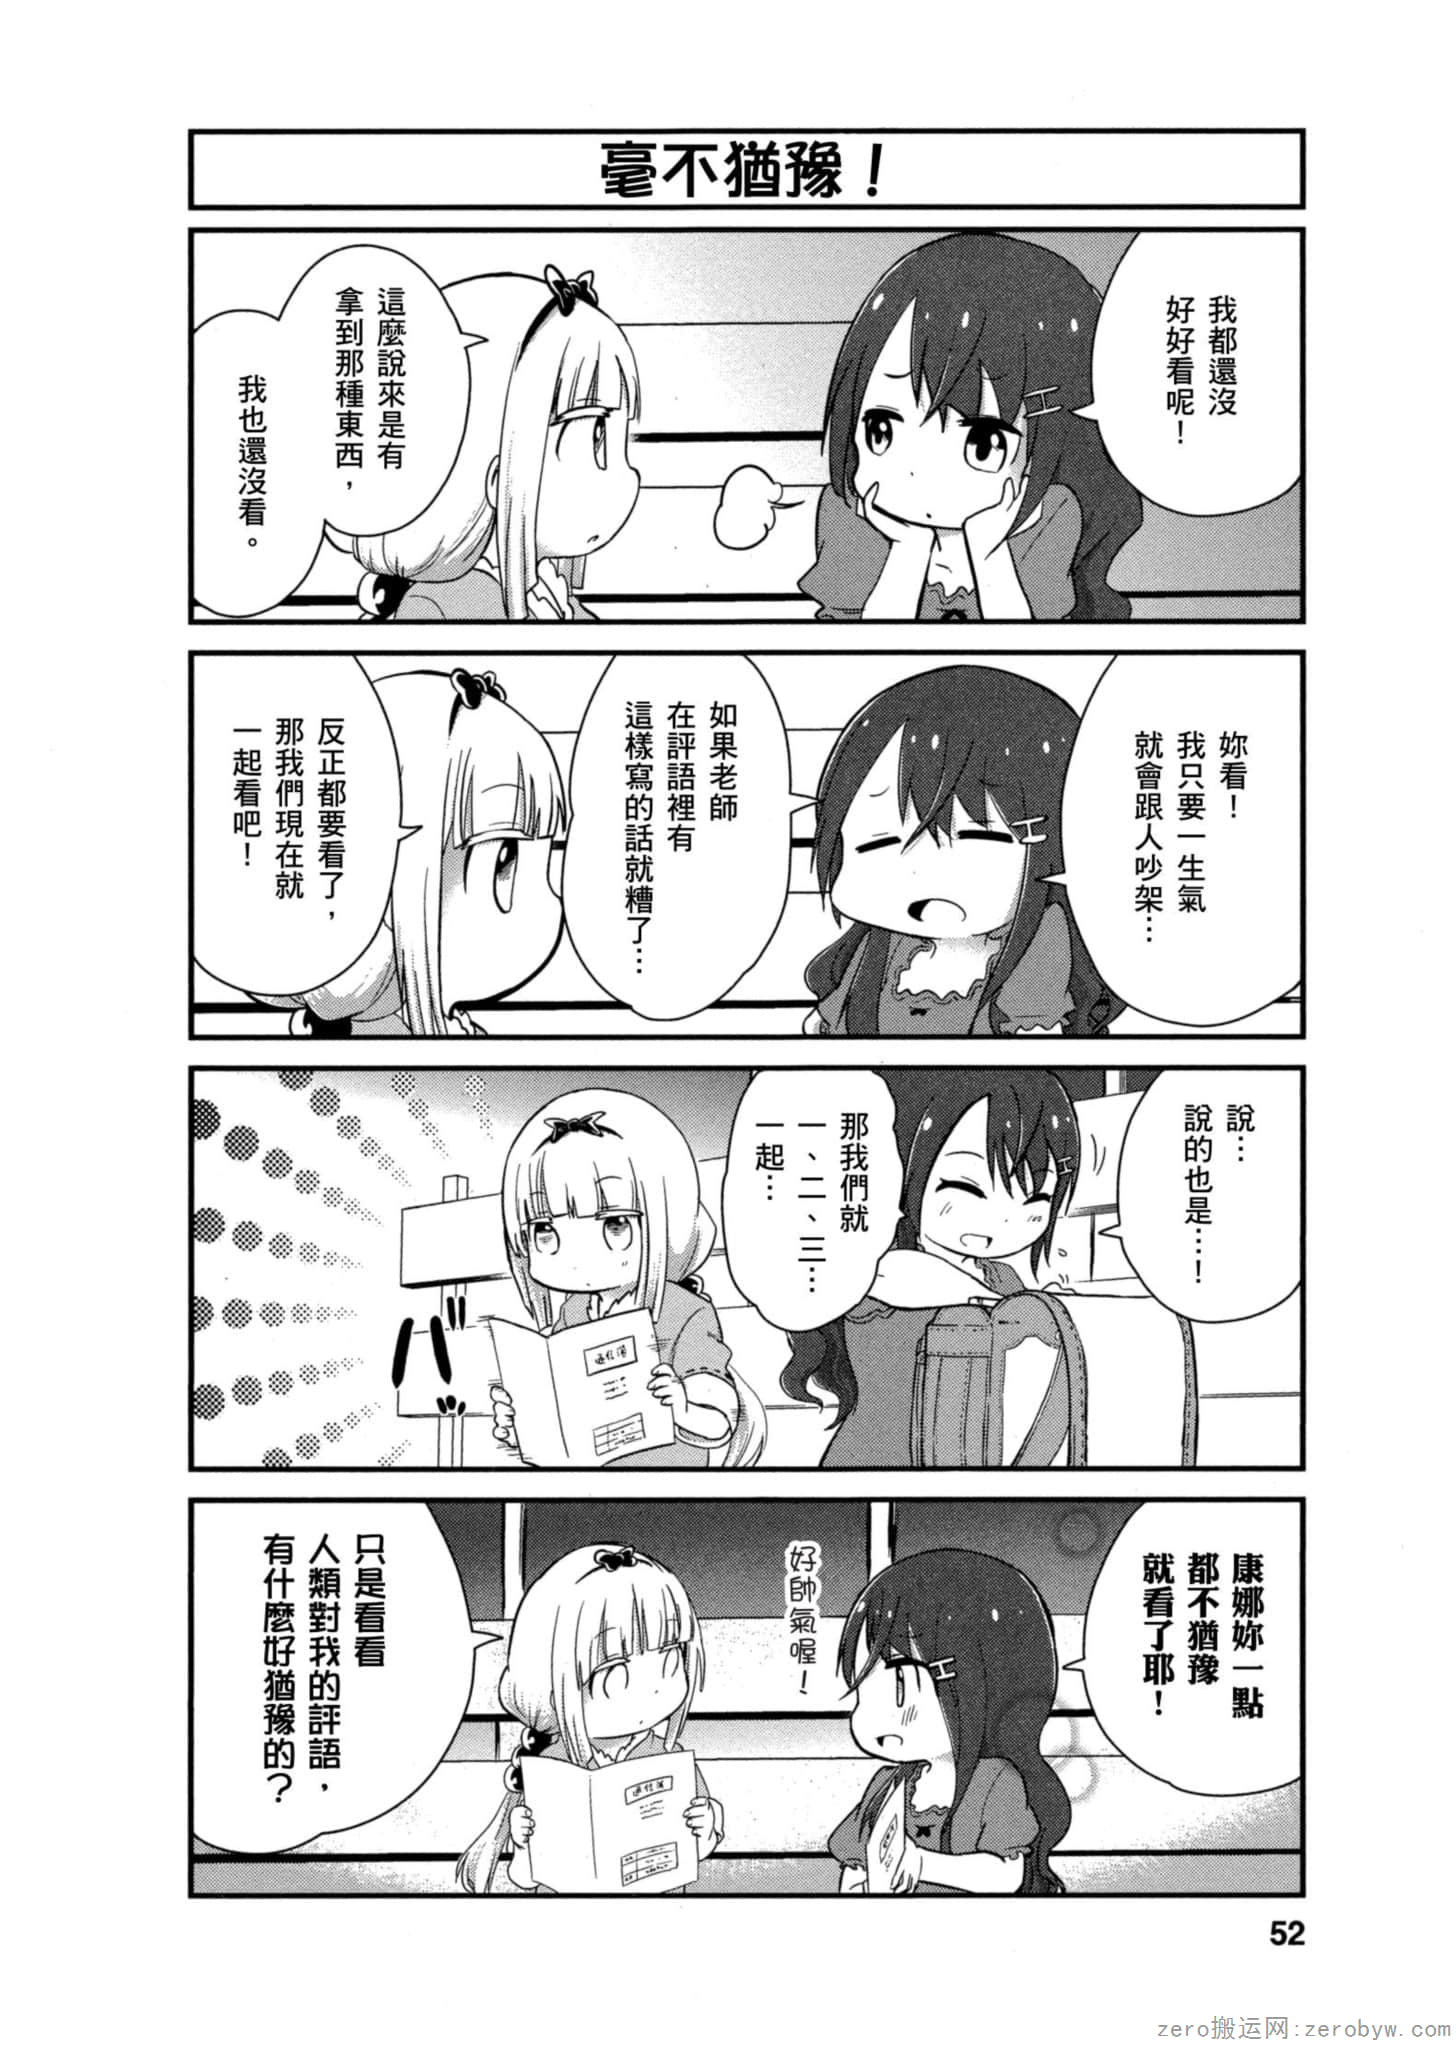 毫不猶豫！
我都還沒
好好看呢！
這麼說來是有
拿到那種東西，
我也還沒看。
妳看！
我只要一生氣
就會跟人吵架…
如果老師
在評語裡有
這樣寫的話就糟了…
反正都要看了，
那我們現在就
一起看吧！
說…
說的也是…！
那我們就
一、二、三…
一起…
バッ
通信簿
康娜妳一點
都不猶豫
就看了耶！
好帥氣喔！
只是看看
人類對我的評語，
有什麼好猶豫的？
通信簿
52
zero搬运网:zerobyw.com